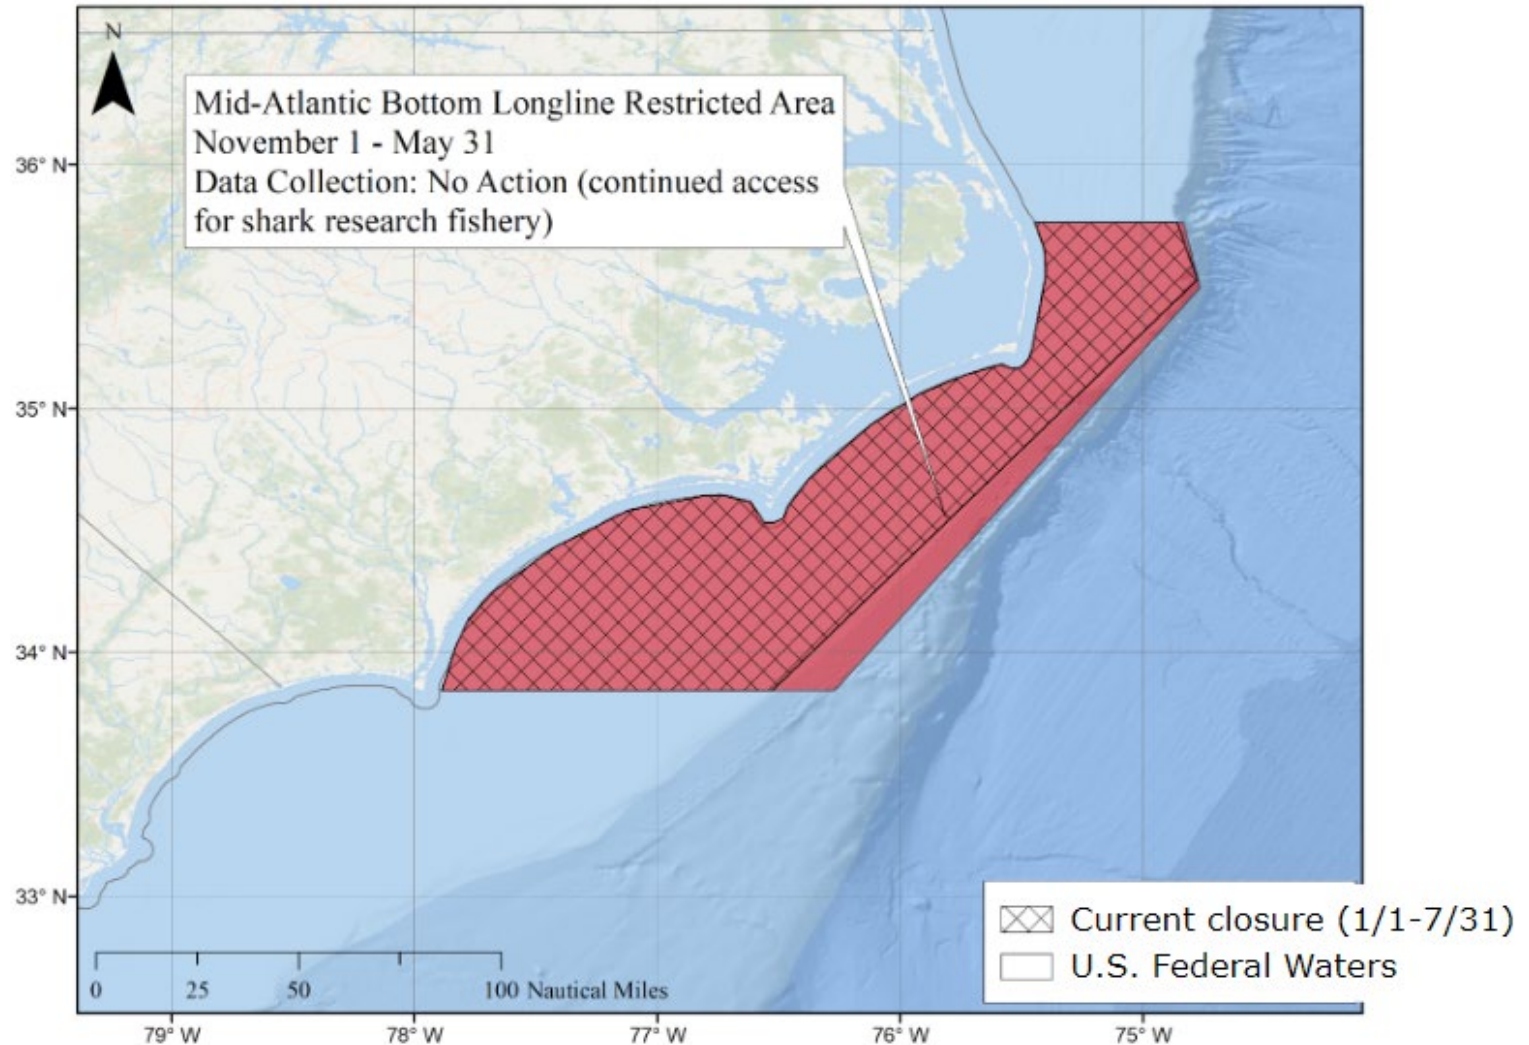 N
Mid-Atlantic Bottom Longline Restricted Area
November 1 - May 31
Data Collection: No Action (continued access
for shark research fishery)
36° N
35° N
34° N
33° N
Current closure (1/1-7/31)
U.S. Federal Waters
0 25 50 100 Nautical Miles
79° W 78° W 77° W 76° W 75° W